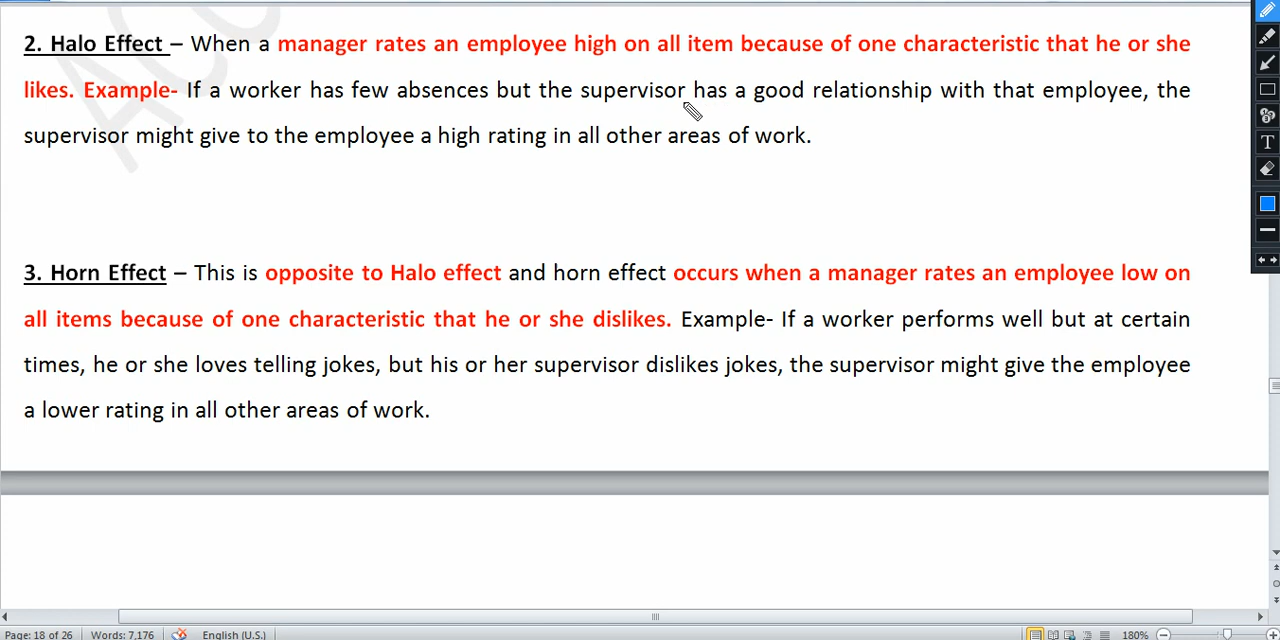 2. Halo Effect – When a manager rates an employee high on all item because of one characteristic that he or she
likes. Example- If a worker has few absences but the supervisor has a good relationship with that employee, the
supervisor might give to the employee a high rating in all other areas of work.
3. Horn Effect – This is opposite to Halo effect and horn effect occurs when a manager rates an employee low on
all items because of one characteristic that he or she dislikes. Example- If a worker performs well but at certain
times, he or she loves telling jokes, but his or her supervisor dislikes jokes, the supervisor might give the employee
a lower rating in all other areas of work.
Page: 18 of 26 Words: 7,176 English (U.S.) 180%